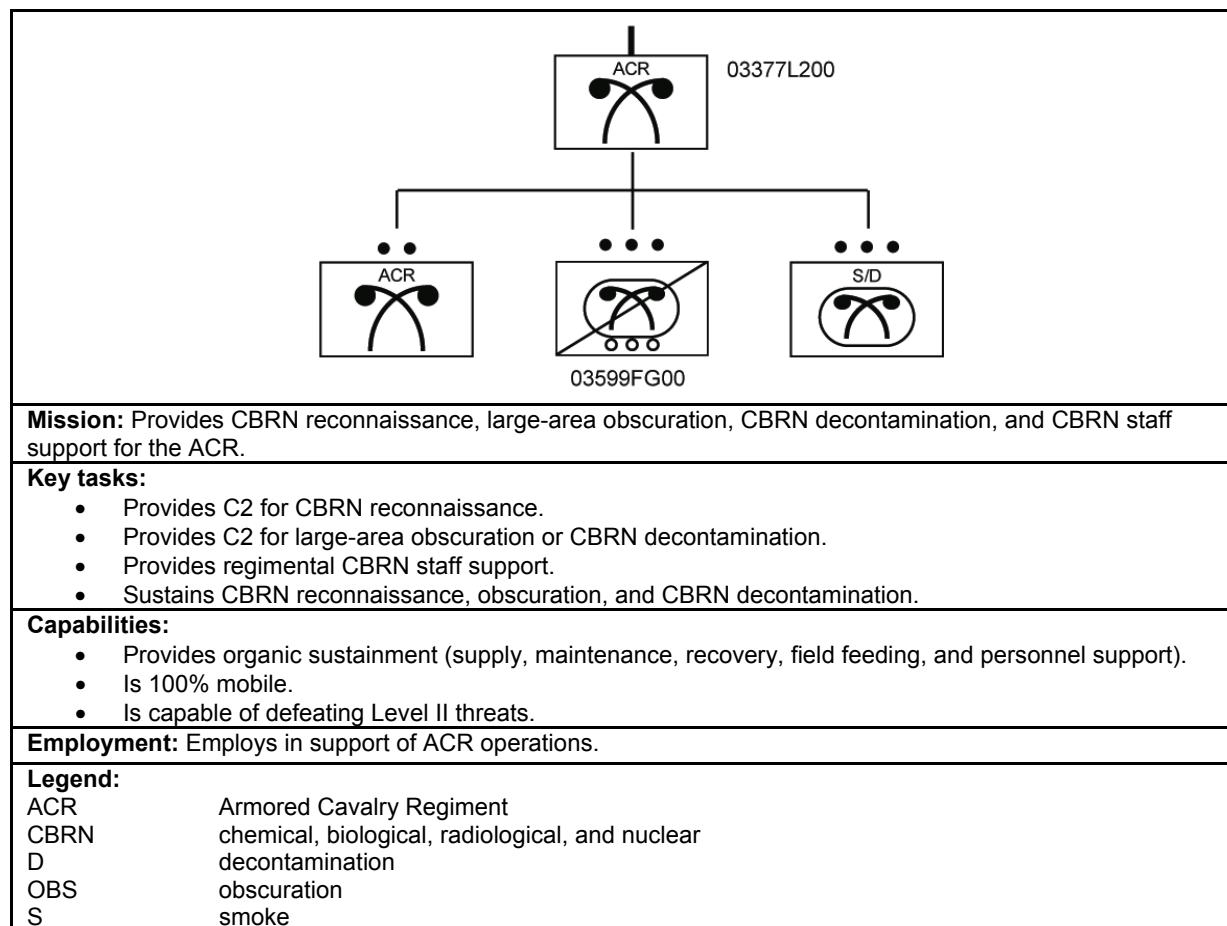 ACR
03377L200
ACR
S/D
03599FG00
Mission: Provides CBRN reconnaissance, large-area obscuration, CBRN decontamination, and CBRN staff
support for the ACR.
Key tasks:
• Provides C2 for CBRN reconnaissance.
• Provides C2 for large-area obscuration or CBRN decontamination.
• Provides regimental CBRN staff support.
• Sustains CBRN reconnaissance, obscuration, and CBRN decontamination.
Capabilities:
• Provides organic sustainment (supply, maintenance, recovery, field feeding, and personnel support).
• Is 100% mobile.
• Is capable of defeating Level II threats.
Employment: Employs in support of ACR operations.
Legend:
ACR Armored Cavalry Regiment
CBRN chemical, biological, radiological, and nuclear
D decontamination
OBS obscuration
S smoke